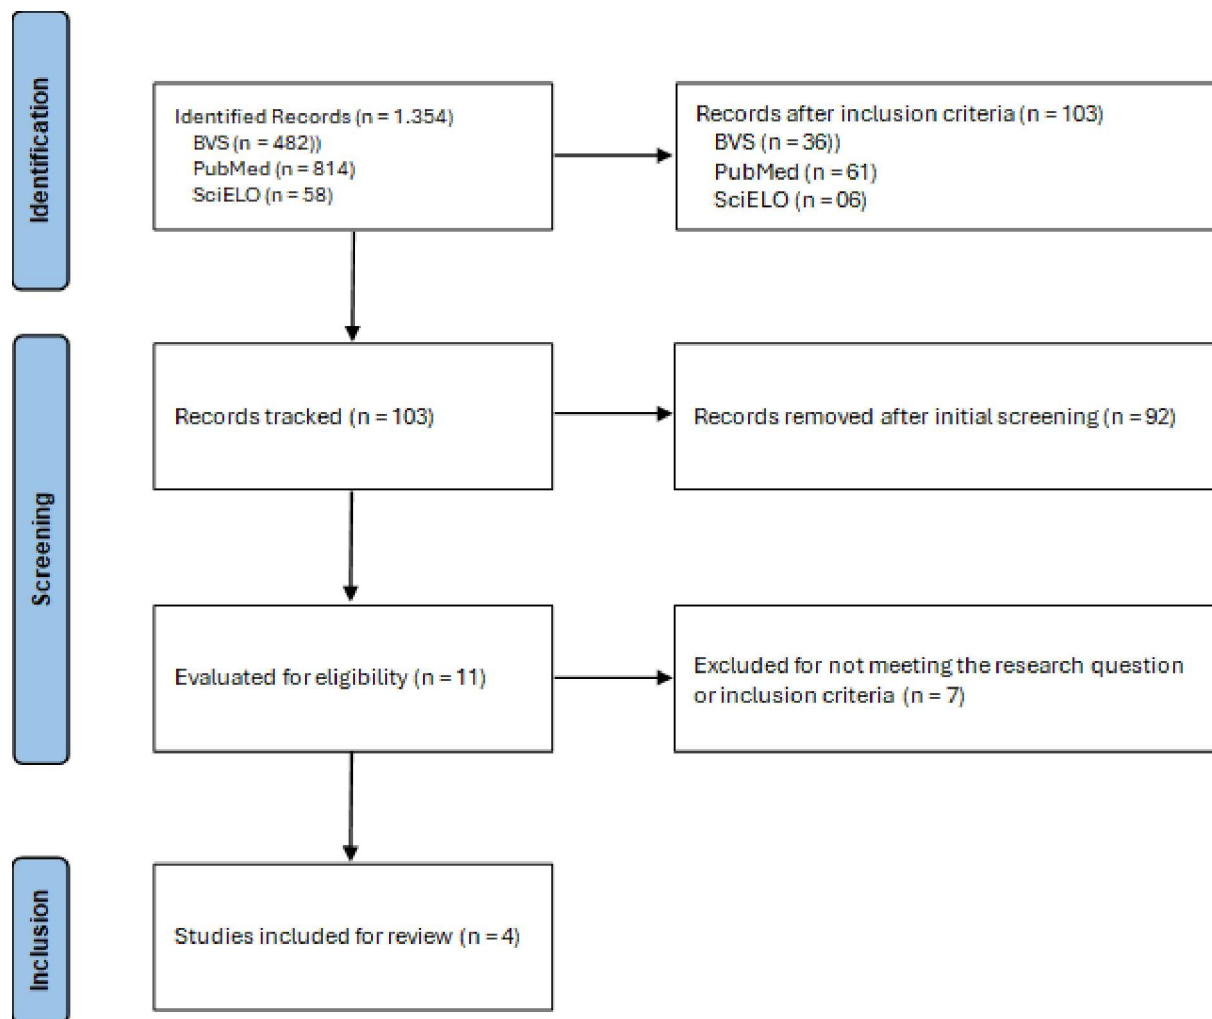 Identification
Identified Records (n = 1.354)
BVS (n = 482))
PubMed (n = 814)
SciELO (n = 58)
Records after inclusion criteria (n = 103)
BVS (n = 36))
PubMed (n = 61)
SciELO (n = 06)
Screening
Records tracked (n = 103)
Records removed after initial screening (n = 92)
Evaluated for eligibility (n = 11)
Excluded for not meeting the research question
or inclusion criteria (n = 7)
Inclusion
Studies included for review (n = 4)